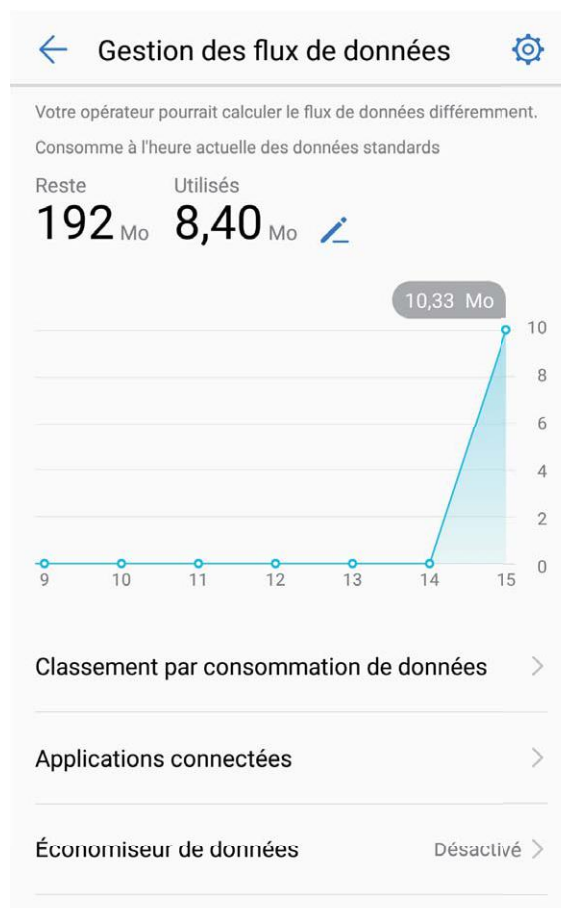 Gestion des flux de données
Votre opérateur pourrait calculer le flux de données différemment.
Consomme à l'heure actuelle des données standards
Reste Utilisés
192 Mo 8,40 Mo
10,33 Mo
10
8
6
4
2
0
9 10 11 12 13 14 15
Classement par consommation de données
Applications connectées
Économiseur de données Désactivé